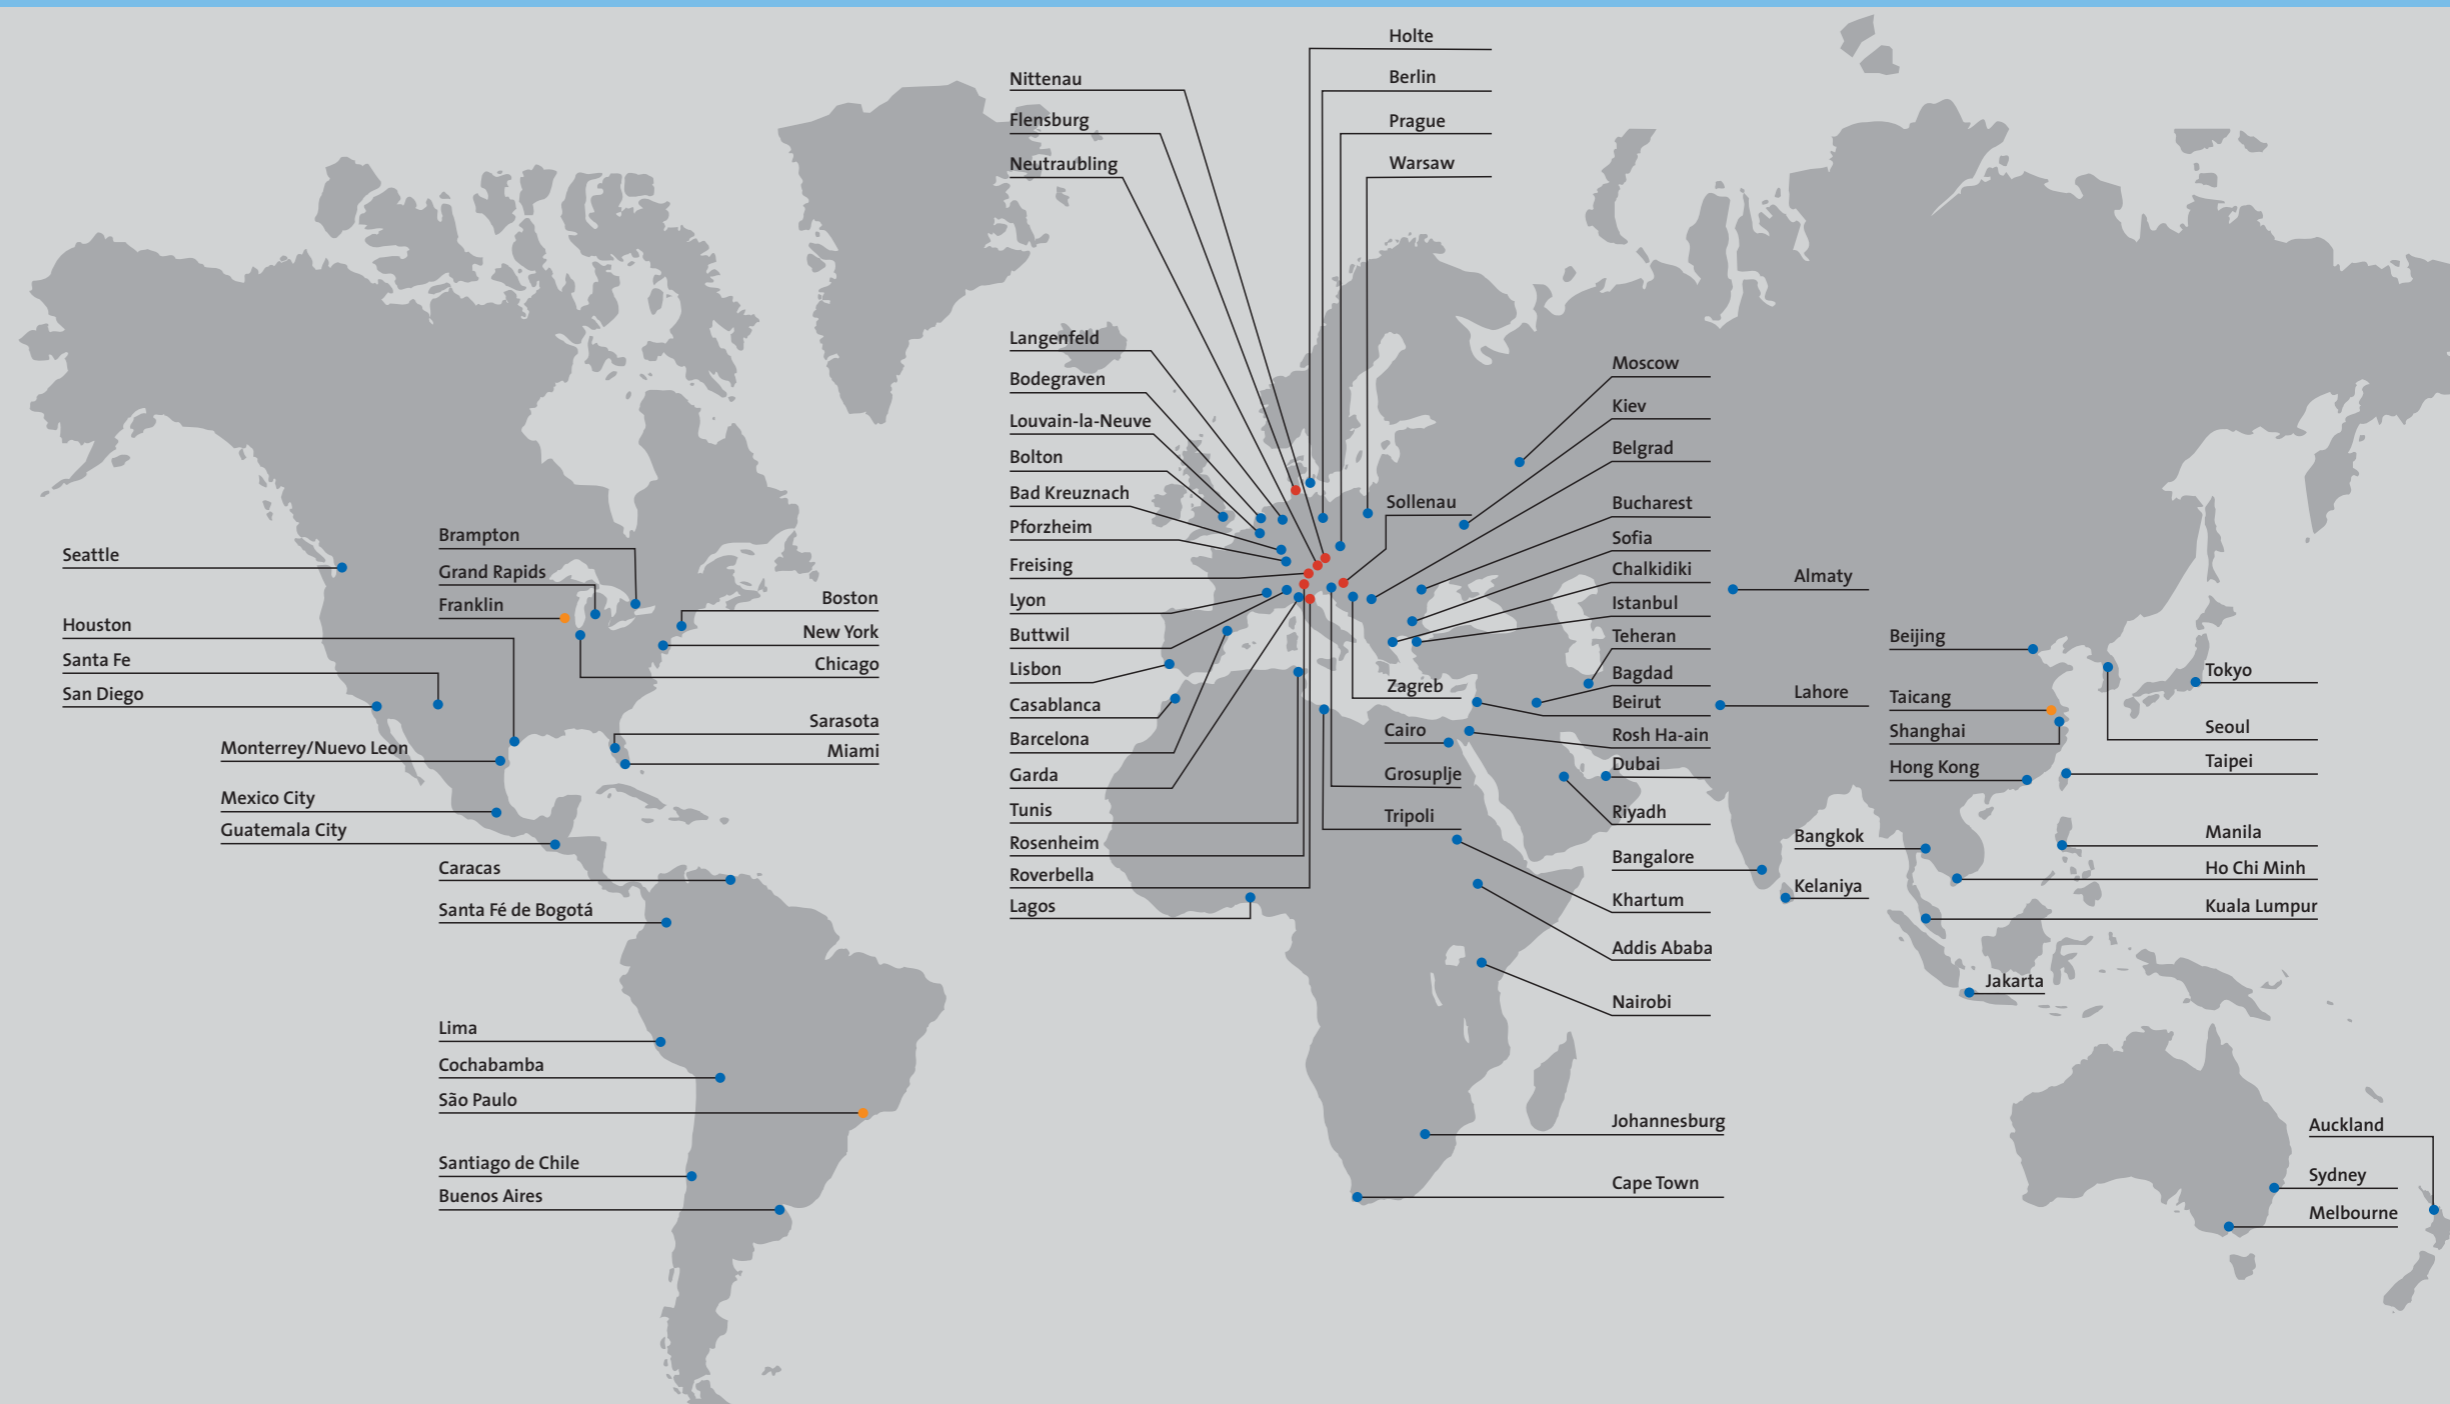 Holte
Nittenau
Berlin
Flensburg
Prague
Neutraubling
Warsaw
Langenfeld
Bodegraven
Louvain-la-Neuve
Bolton
Bad Kreuznach
Pforzheim
Freising
Lyon
Buttwil
Lisbon
Casablanca
Barcelona
Garda
Tunis
Rosenheim
Roverbella
Lagos
Seattle
Houston
Santa Fe
San Diego
Monterrey/Nuevo Leon
Mexico City
Guatemala City
Brampton
Grand Rapids
Franklin
Boston
New York
Chicago
Sarasota
Miami
Caracas
Santa Fé de Bogotá
Lima
Cochabamba
São Paulo
Santiago de Chile
Buenos Aires
Sollenau
Zagreb
Cairo
Grosuplje
Tripoli
Moscow
Kiev
Belgrad
Bucharest
Sofia
Chalkidiki
Istanbul
Teheran
Bagdad
Beirut
Rosh Ha-ain
Dubai
Riyadh
Bangalore
Khartum
Addis Ababa
Nairobi
Johannesburg
Cape Town
Almaty
Lahore
Bangkok
Kelaniya
Beijing
Taicang
Shanghai
Hong Kong
Jakarta
Tokyo
Seoul
Taipei
Manila
Ho Chi Minh
Kuala Lumpur
Auckland
Sydney
Melbourne